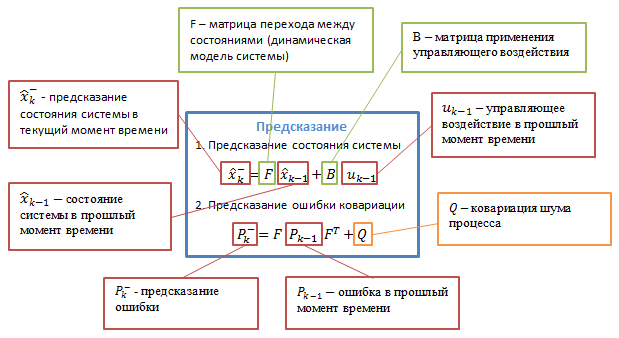 F – матрица перехода между
состояниями (динамическая
модель системы)
B – матрица применения
управляющего воздействия
x̂ₖ⁻ - предсказание
состояния системы в
текущий момент времени
uₖ₋₁ – управляющее
воздействие в прошлый
момент времени
Предсказание
1. Предсказание состояния системы
x̂ₖ⁻ = F x̂ₖ₋₁ + B uₖ₋₁
2. Предсказание ошибки ковариации
Pₖ⁻ = F Pₖ₋₁ Fᵀ + Q
x̂ₖ₋₁ – состояние
системы в прошлый
момент времени
Q – ковариация шума
процесса
Pₖ⁻ - предсказание
ошибки
Pₖ₋₁ – ошибка в прошлый
момент времени